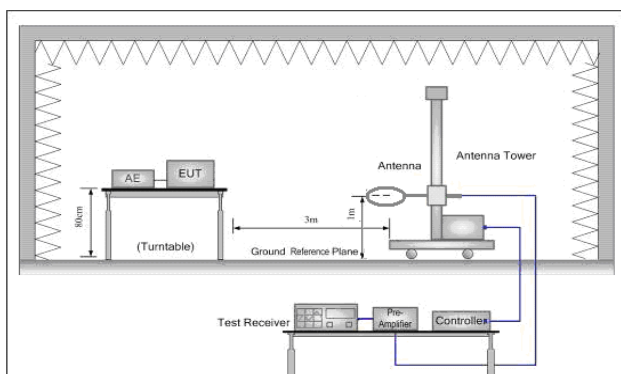 Antenna
Antenna Tower
AE
EUT
80cm
(Turntable)
3m
1m
Ground Reference Plane
Test Receiver
Pre-
Amplifier
Controller